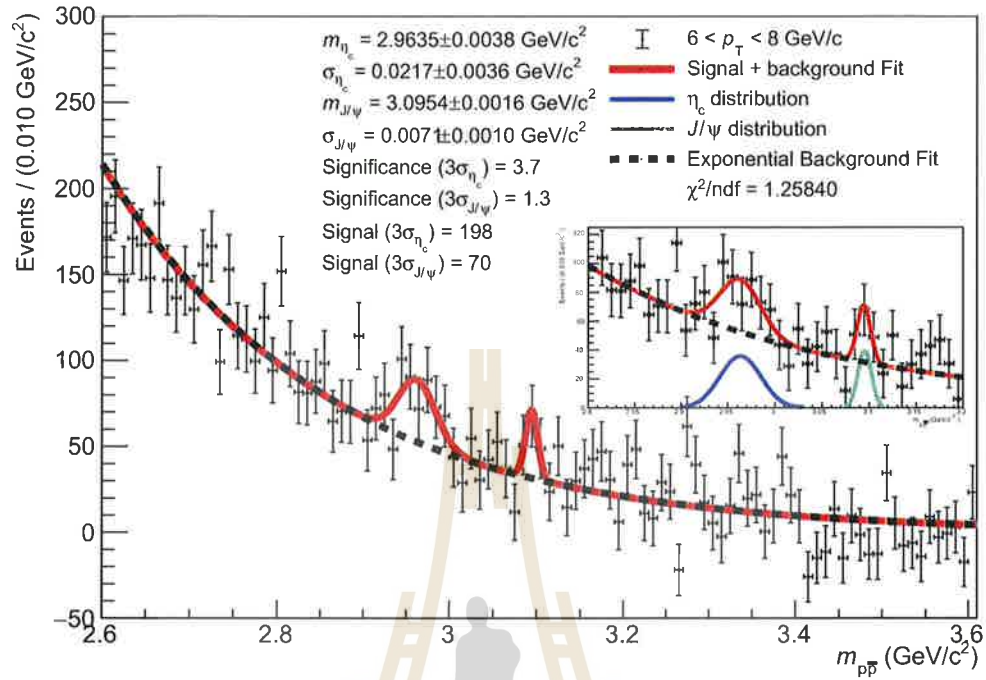 300
250
200
150
100
50
0
−50
Events / (0.010 GeV/c²)
m_ηc = 2.9635±0.0038 GeV/c²
σ_ηc = 0.0217±0.0036 GeV/c²
m_J/ψ = 3.0954±0.0016 GeV/c²
σ_J/ψ = 0.0071±0.0010 GeV/c²
Significance (3σ_ηc) = 3.7
Significance (3σ_J/ψ) = 1.3
Signal (3σ_ηc) = 198
Signal (3σ_J/ψ) = 70
6 < p_T < 8 GeV/c
Signal + background Fit
η_c distribution
J/ψ distribution
Exponential Background Fit
χ²/ndf = 1.25840
2.6 2.8 3 3.2 3.4 3.6
m_pp̅ (GeV/c²)